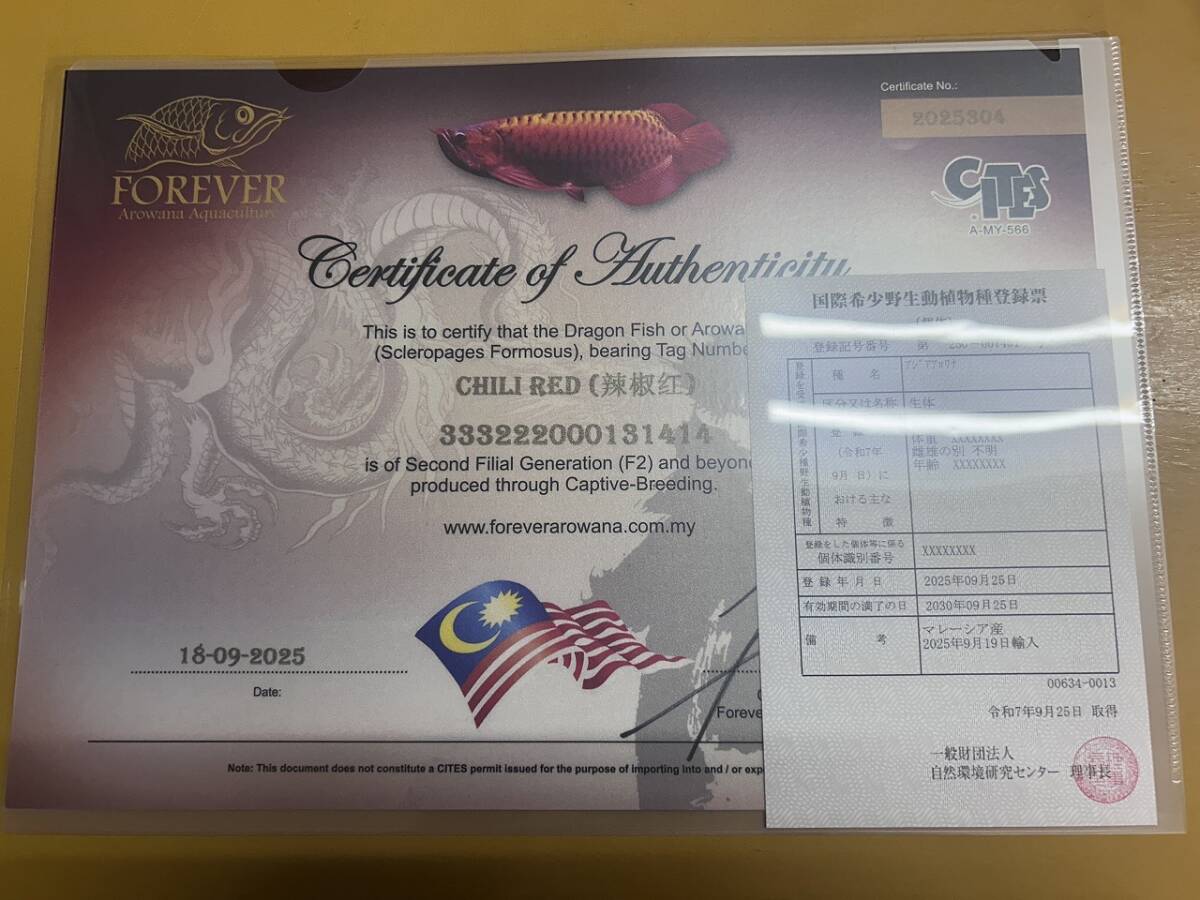 FOREVER
Arowana Aquaculture
Certificate No.:
2025304
CITES
A-MY-566
Certificate of Authenticity
This is to certify that the Dragon Fish or Arowa
(Scleropages Formosus), bearing Tag Numbe
CHILI RED (辣椒红)
333222000131414
is of Second Filial Generation (F2) and beyon
produced through Captive-Breeding.
www.foreverarowana.com.my
18-09-2025
Date:
Foreve
Note: This document does not constitute a CITES permit issued for the purpose of importing into and / or exp
国際希少野生動植物種登録票
登録記号番号 第
種名 アジアアロワナ
区分又は名称 生体
体重 XXXXXXXX
(令和7年 雌雄の別 不明
9月 日)に 年齢 XXXXXXXX
おける主な
特徴
登録をした個体等に係る
個体識別番号 XXXXXXXX
登録年月日 2025年09月25日
有効期間の満了の日 2030年09月25日
備考 マレーシア産
2025年9月19日輸入
00634-0013
令和7年9月25日 取得
一般財団法人
自然環境研究センター 理事長